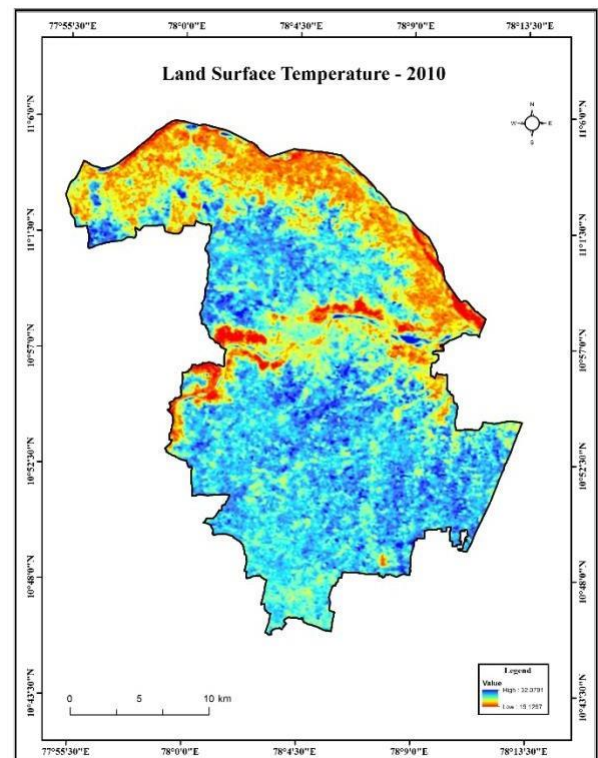 77°55'30"E 78°0'0"E 78°4'30"E 78°9'0"E 78°13'30"E
Land Surface Temperature - 2010
N
W E
S
11°6'0"N 11°6'0"N
11°1'30"N 11°1'30"N
10°57'0"N 10°57'0"N
10°52'30"N 10°52'30"N
10°48'0"N 10°48'0"N
10°43'30"N 10°43'30"N
0 5 10 km
Legend
Value
High :
Low :
77°55'30"E 78°0'0"E 78°4'30"E 78°9'0"E 78°13'30"E